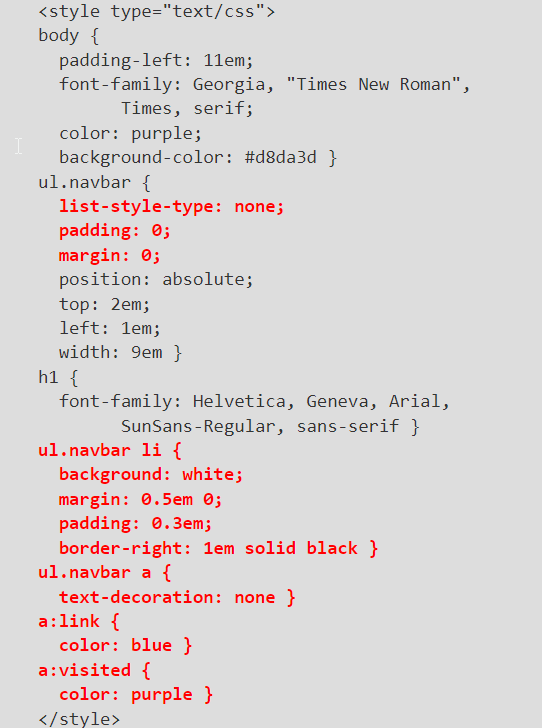 <style type="text/css">
body {
  padding-left: 11em;
  font-family: Georgia, "Times New Roman",
        Times, serif;
  color: purple;
  background-color: #d8da3d }
ul.navbar {
  list-style-type: none;
  padding: 0;
  margin: 0;
  position: absolute;
  top: 2em;
  left: 1em;
  width: 9em }
h1 {
  font-family: Helvetica, Geneva, Arial,
        SunSans-Regular, sans-serif }
ul.navbar li {
  background: white;
  margin: 0.5em 0;
  padding: 0.3em;
  border-right: 1em solid black }
ul.navbar a {
  text-decoration: none }
a:link {
  color: blue }
a:visited {
  color: purple }
</style>